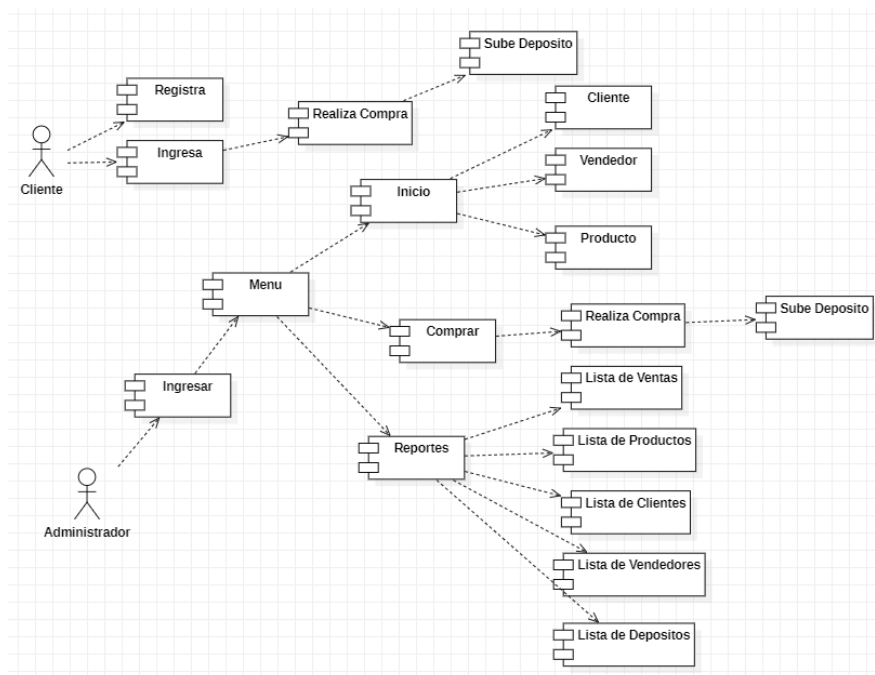 Sube Deposito
Registra
Cliente
Realiza Compra
Ingresa
Vendedor
Cliente
Inicio
Producto
Menu
Sube Deposito
Realiza Compra
Comprar
Lista de Ventas
Ingresar
Lista de Productos
Reportes
Lista de Clientes
Administrador
Lista de Vendedores
Lista de Depositos